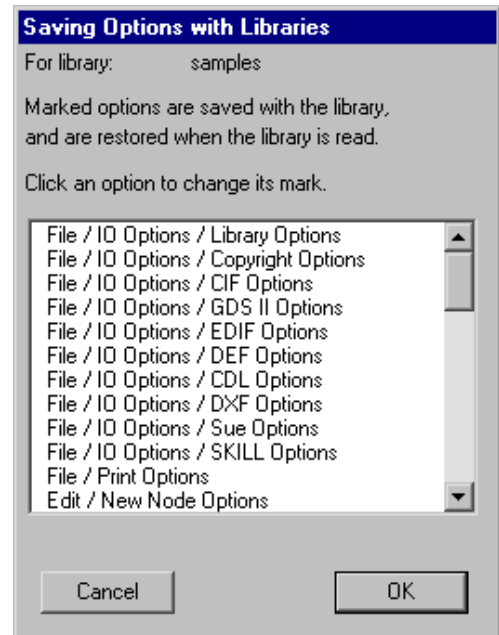 Saving Options with Libraries
For library: samples
Marked options are saved with the library,
and are restored when the library is read.
Click an option to change its mark.
File / IO Options / Library Options
File / IO Options / Copyright Options
File / IO Options / CIF Options
File / IO Options / GDS II Options
File / IO Options / EDIF Options
File / IO Options / DEF Options
File / IO Options / CDL Options
File / IO Options / DXF Options
File / IO Options / Sue Options
File / IO Options / SKILL Options
File / Print Options
Edit / New Node Options
Cancel OK